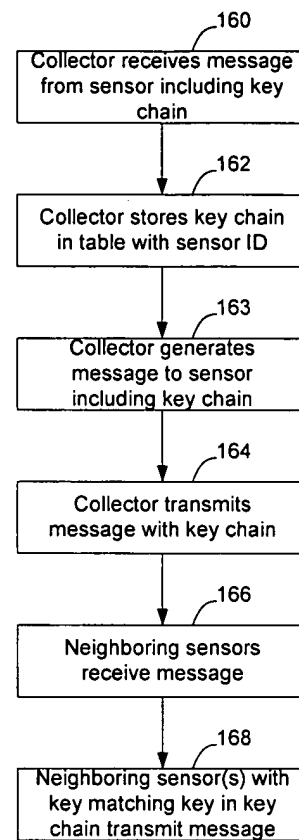 160
Collector receives message
from sensor including key
chain
162
Collector stores key chain
in table with sensor ID
163
Collector generates
message to sensor
including key chain
164
Collector transmits
message with key chain
166
Neighboring sensors
receive message
168
Neighboring sensor(s) with
key matching key in key
chain transmit message